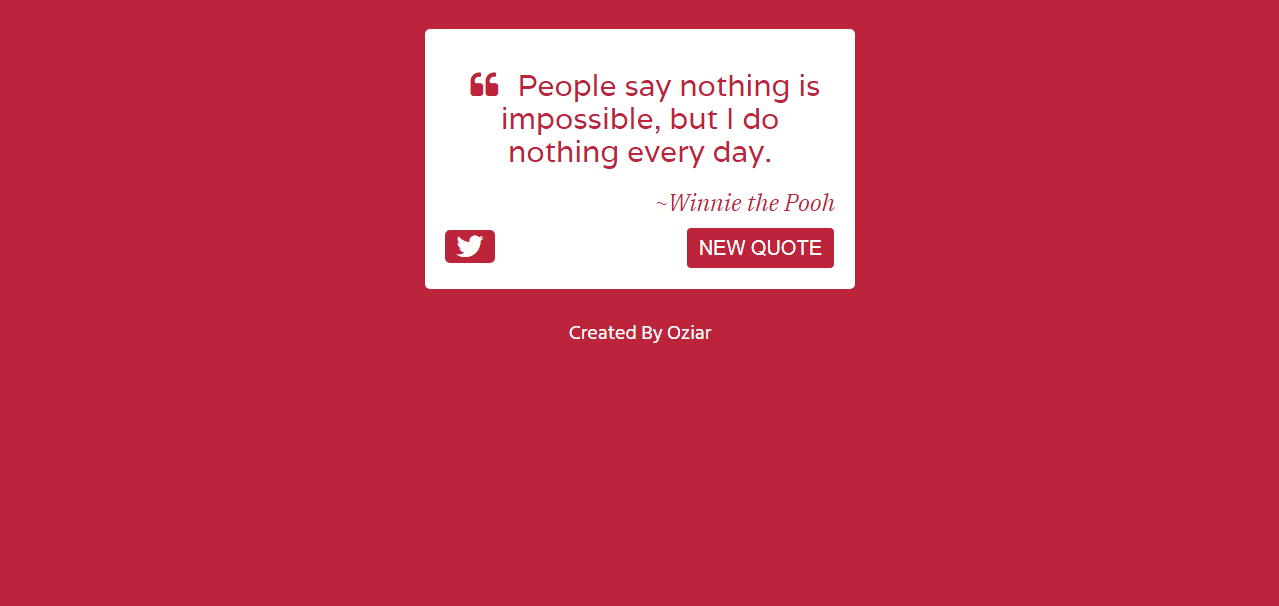 People say nothing is
impossible, but I do
nothing every day.
~Winnie the Pooh
NEW QUOTE
Created By Oziar